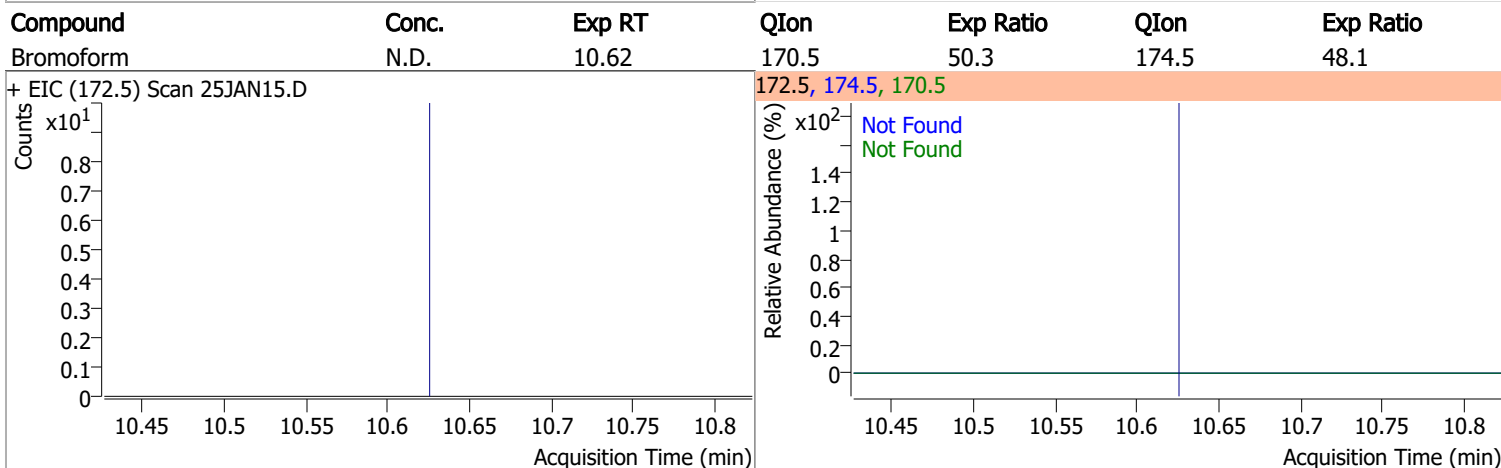 Compound Conc. Exp RT QIon Exp Ratio QIon Exp Ratio
Bromoform N.D. 10.62 170.5 50.3 174.5 48.1
+ EIC (172.5) Scan 25JAN15.D
Counts
x10¹
0.8
0.7
0.6
0.5
0.4
0.3
0.2
0.1
0
10.45 10.5 10.55 10.6 10.65 10.7 10.75 10.8
Acquisition Time (min)
172.5, 174.5, 170.5
Relative Abundance (%)
x10²
Not Found
Not Found
1.4
1.2
1
0.8
0.6
0.4
0.2
0
10.45 10.5 10.55 10.6 10.65 10.7 10.75 10.8
Acquisition Time (min)